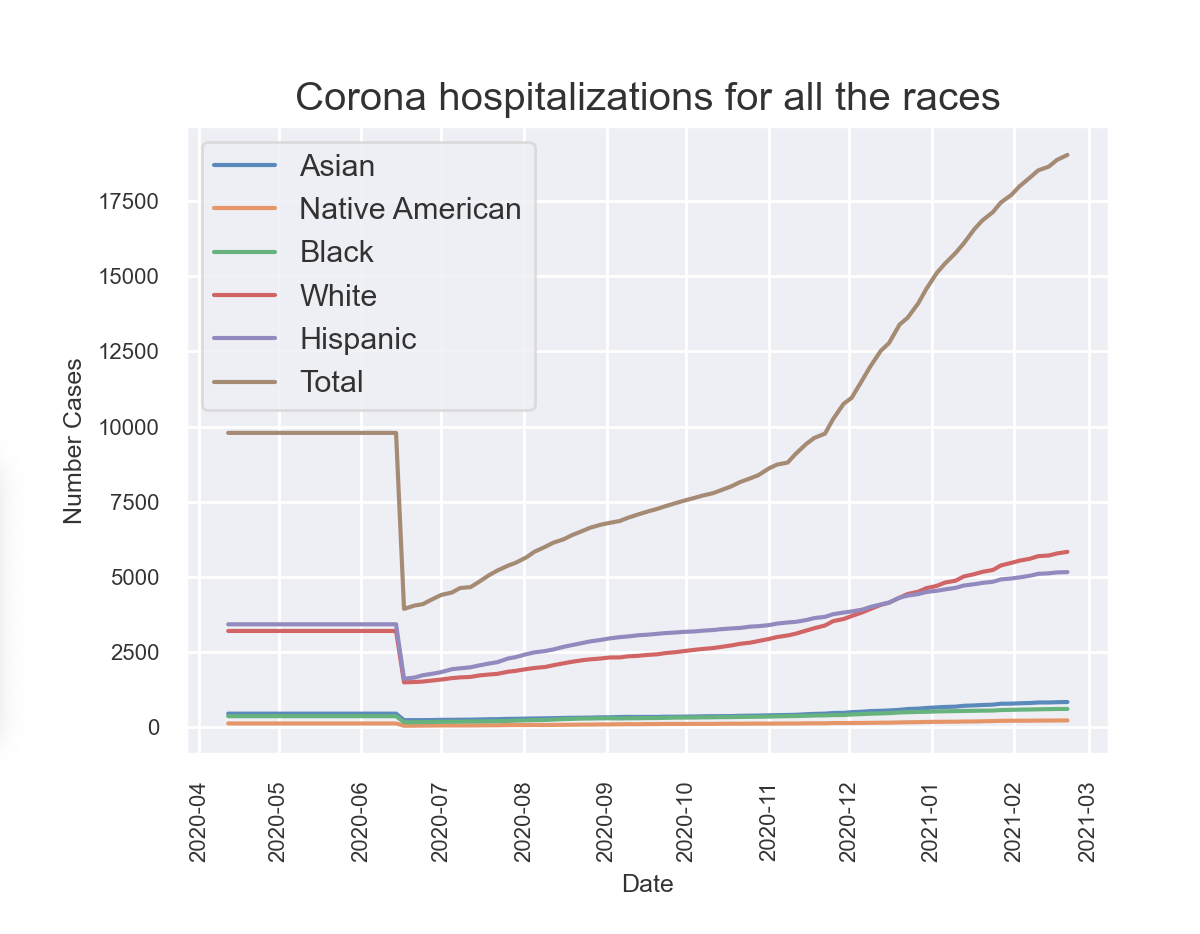 Corona hospitalizations for all the races
Asian
Native American
Black
White
Hispanic
Total
17500
15000
12500
10000
7500
5000
2500
0
Number Cases
2020-04
2020-05
2020-06
2020-07
2020-08
2020-09
2020-10
2020-11
2020-12
2021-01
2021-02
2021-03
Date